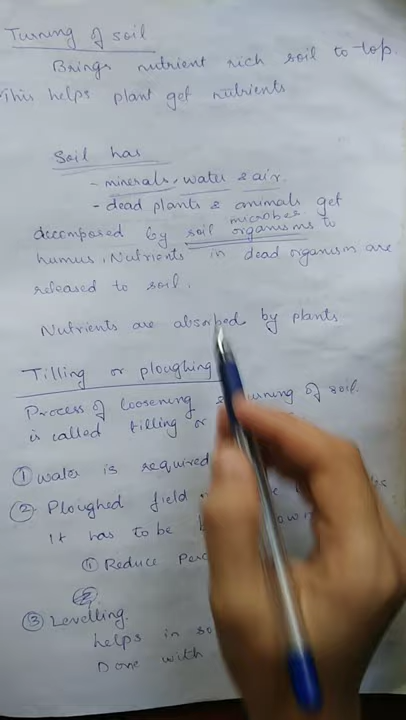 Turning of soil
Brings nutrient rich soil to top.
This helps plant get nutrients
Soil has
- minerals, water & air.
- dead plants & animals get
microbes
decomposed by soil organisms to
humus. Nutrients in dead organism are
released to soil.
Nutrients are absorbed by plants
Tilling or ploughing
Process of loosening & turning of soil
is called tilling or
① Water is required
② Ploughed field
It has to be
① Reduce
②
③ Levelling.
helps in
Done with